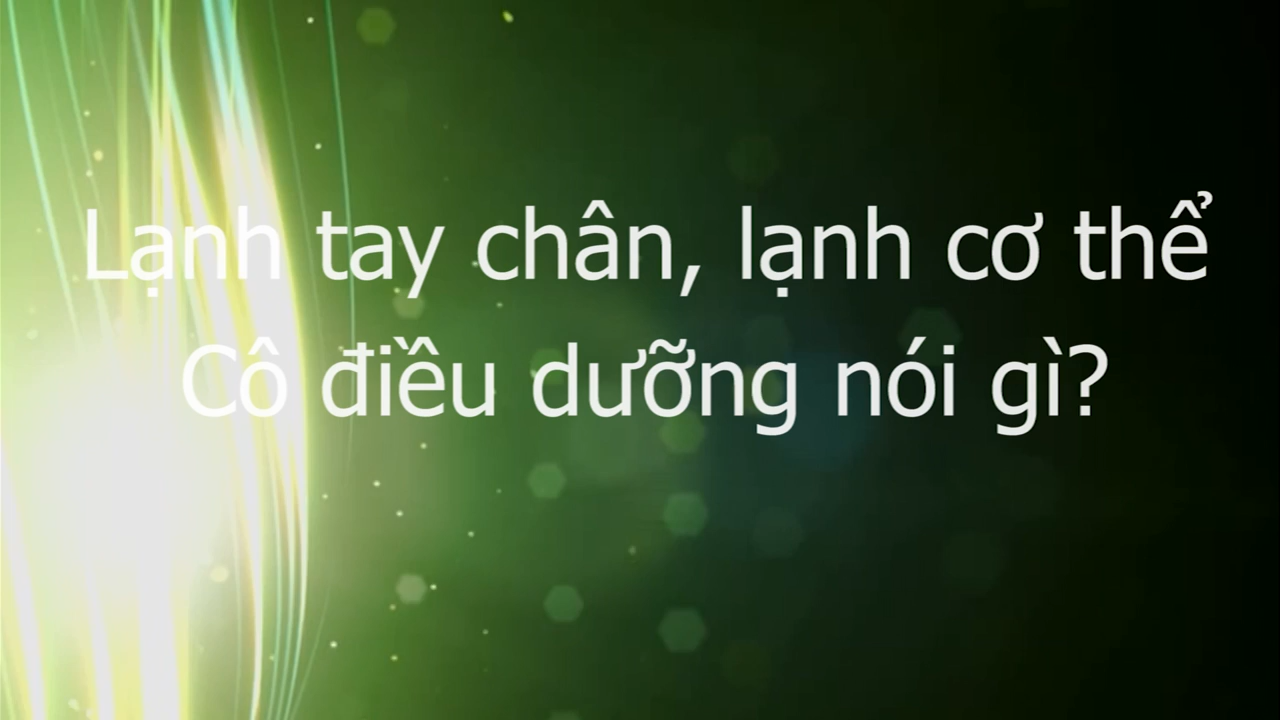 Lạnh tay chân, lạnh cơ thể
Cô điều dưỡng nói gì?